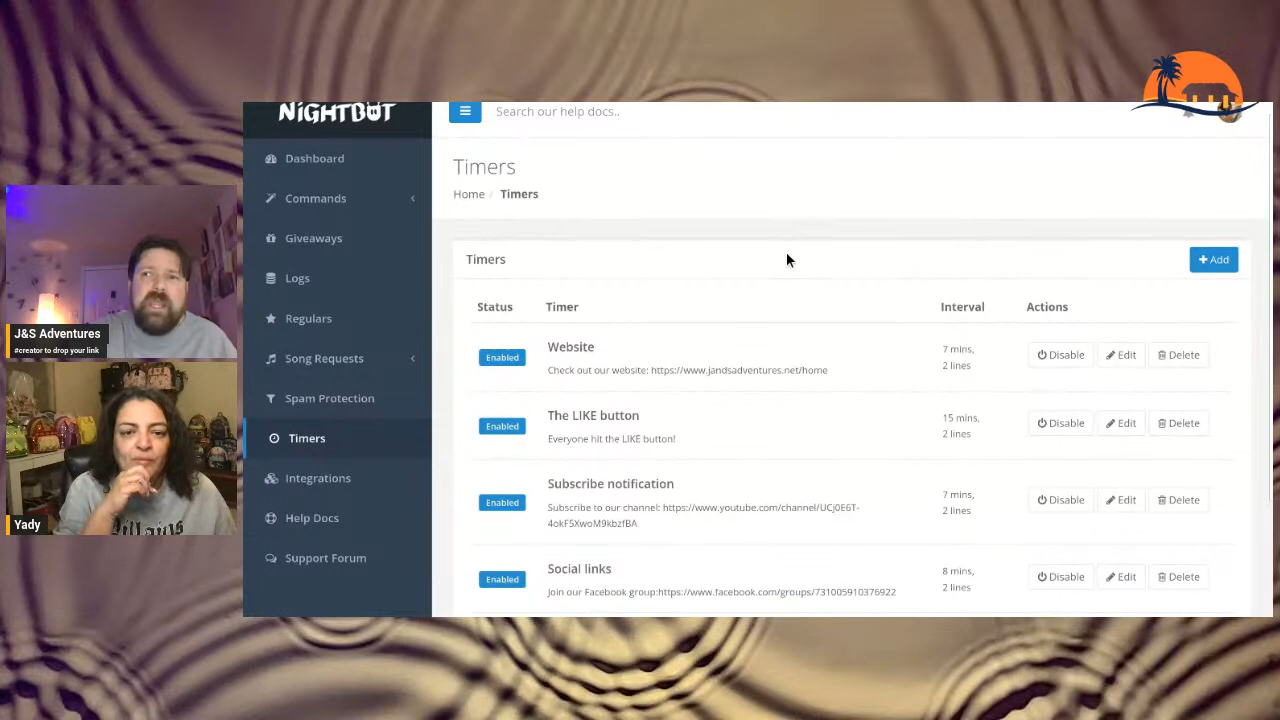 NIGHTBOT
Search our help docs..
Dashboard
Commands
Giveaways
Logs
Regulars
Song Requests
Spam Protection
Timers
Integrations
Help Docs
Support Forum
Timers
Home / Timers
Timers
+ Add
Status Timer Interval Actions
Enabled
Website
Check out our website: https://www.jandsadventures.net/home
7 mins,
2 lines
Disable Edit Delete
Enabled
The LIKE button
Everyone hit the LIKE button!
15 mins,
2 lines
Disable Edit Delete
Enabled
Subscribe notification
Subscribe to our channel: https://www.youtube.com/channel/UCj0E6T-
4okF5XwoM9kbzfBA
7 mins,
2 lines
Disable Edit Delete
Enabled
Social links
Join our Facebook group:https://www.facebook.com/groups/731005910376922
8 mins,
2 lines
Disable Edit Delete
J&S Adventures
#creator to drop your link
Yady